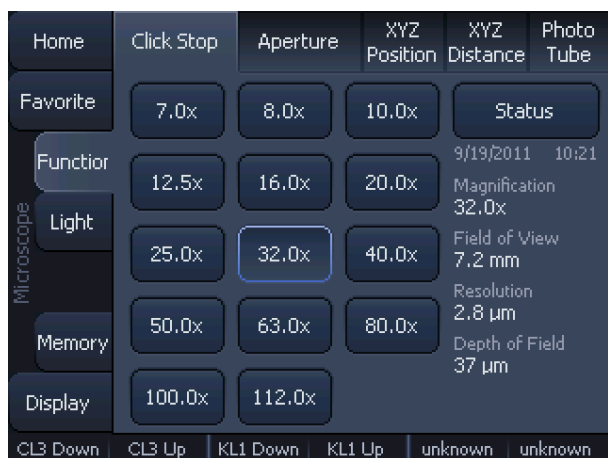 Home
Click Stop
Aperture
XYZ
Position
XYZ
Distance
Photo
Tube
Favorite
Function
Light
Microscope
Memory
Display
7.0x
8.0x
10.0x
12.5x
16.0x
20.0x
25.0x
32.0x
40.0x
50.0x
63.0x
80.0x
100.0x
112.0x
Status
9/19/2011 10:21
Magnification
32.0x
Field of View
7.2 mm
Resolution
2.8 µm
Depth of Field
37 µm
CL3 Down
CL3 Up
KL1 Down
KL1 Up
unknown
unknown